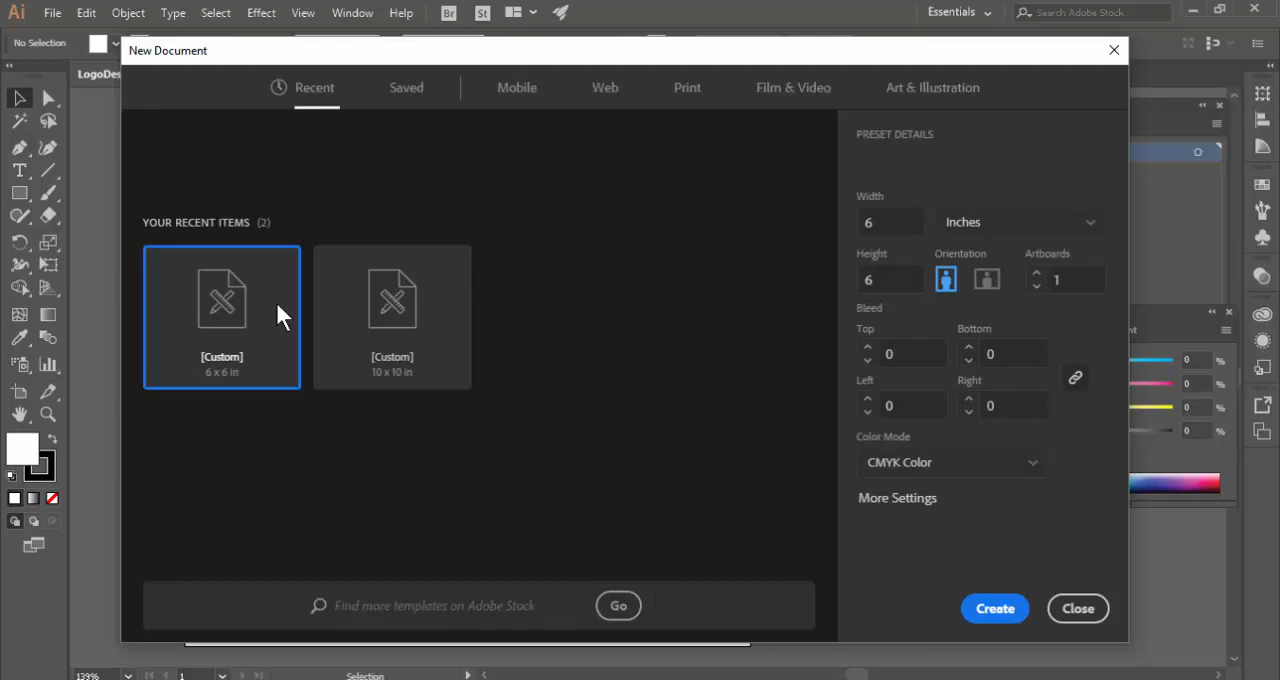 Ai File Edit Object Type Select Effect View Window Help Br St Essentials Search Adobe Stock
No Selection
New Document
LogoDes
Recent Saved Mobile Web Print Film & Video Art & Illustration
PRESET DETAILS
Width
6 Inches
Height Orientation Artboards
6 1
Bleed
Top Bottom
0 0
Left Right
0 0
Color Mode
CMYK Color
More Settings
YOUR RECENT ITEMS (2)
[Custom] [Custom]
6 x 6 in 10 x 10 in
Find more templates on Adobe Stock Go
Create Close
0 %
0 %
0 %
0 %
139% 1 Selection